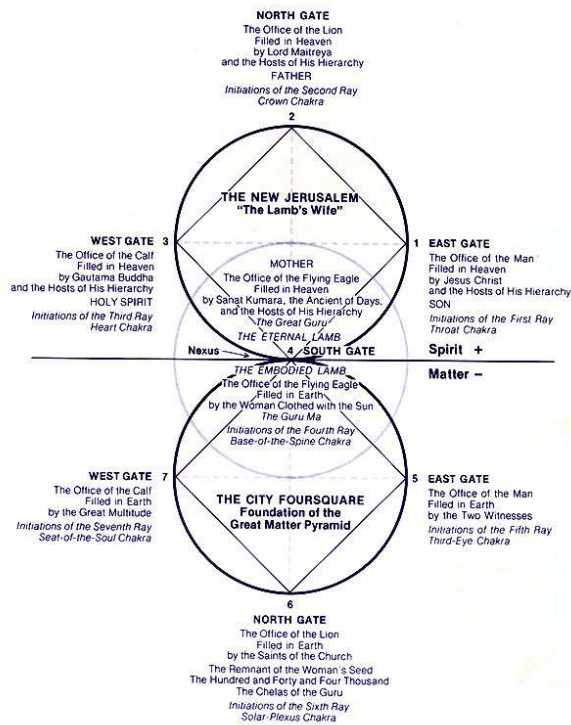 NORTH GATE
The Office of the Lion
Filled in Heaven
by Lord Maitreya
and the Hosts of His Hierarchy
FATHER
Initiations of the Second Ray
Crown Chakra
2
THE NEW JERUSALEM
"The Lamb's Wife"
WEST GATE 3
The Office of the Calf
Filled in Heaven
by Gautama Buddha
and the Hosts of His Hierarchy
HOLY SPIRIT
Initiations of the Third Ray
Heart Chakra
MOTHER
The Office of the Flying Eagle
Filled in Heaven
by Sanat Kumara, the Ancient of Days,
and the Hosts of His Hierarchy
The Great Guru
THE ETERNAL LAMB
1 EAST GATE
The Office of the Man
Filled in Heaven
by Jesus Christ
and the Hosts of His Hierarchy
SON
Initiations of the First Ray
Throat Chakra
Nexus
4 SOUTH GATE
Spirit +
Matter –
THE EMBODIED LAMB
The Office of the Flying Eagle
Filled in Earth
by the Woman Clothed with the Sun
The Guru Ma
Initiations of the Fourth Ray
Base-of-the-Spine Chakra
WEST GATE 7
The Office of the Calf
Filled in Earth
by the Great Multitude
Initiations of the Seventh Ray
Seat-of-the-Soul Chakra
THE CITY FOURSQUARE
Foundation of the
Great Matter Pyramid
5 EAST GATE
The Office of the Man
Filled in Earth
by the Two Witnesses
Initiations of the Fifth Ray
Third-Eye Chakra
6
NORTH GATE
The Office of the Lion
Filled in Earth
by the Saints of the Church
The Remnant of the Woman's Seed
The Hundred and Forty and Four Thousand
The Chelas of the Guru
Initiations of the Sixth Ray
Solar-Plexus Chakra